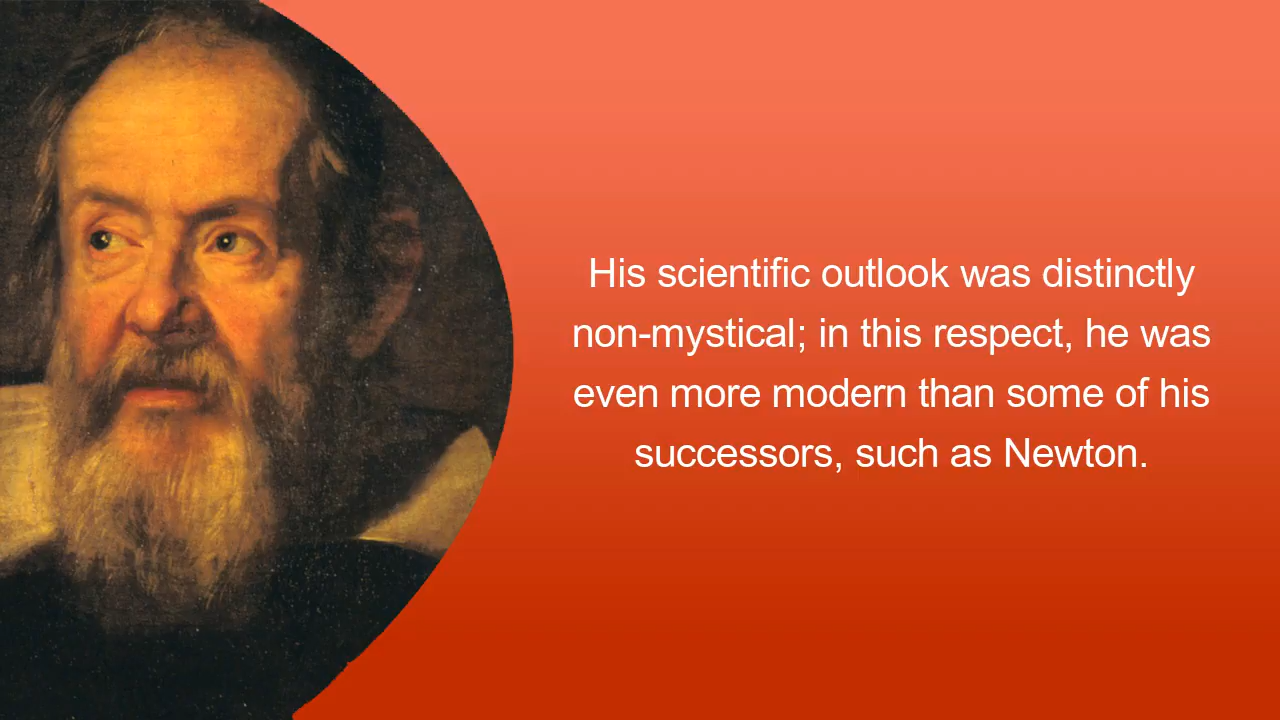 His scientific outlook was distinctly
non-mystical; in this respect, he was
even more modern than some of his
successors, such as Newton.